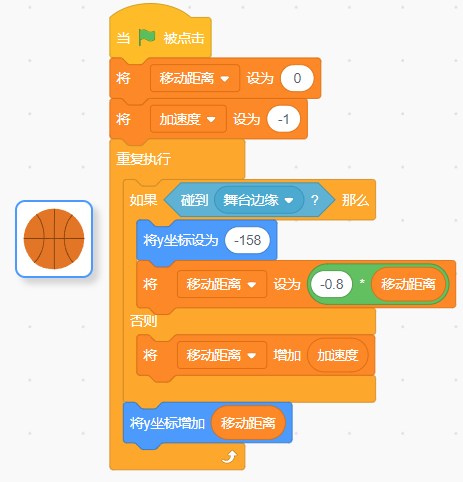 当 被点击
将 移动距离 设为 0
将 加速度 设为 -1
重复执行
如果 碰到 舞台边缘 ? 那么
将y坐标设为 -158
将 移动距离 设为 -0.8 * 移动距离
否则
将 移动距离 增加 加速度
将y坐标增加 移动距离